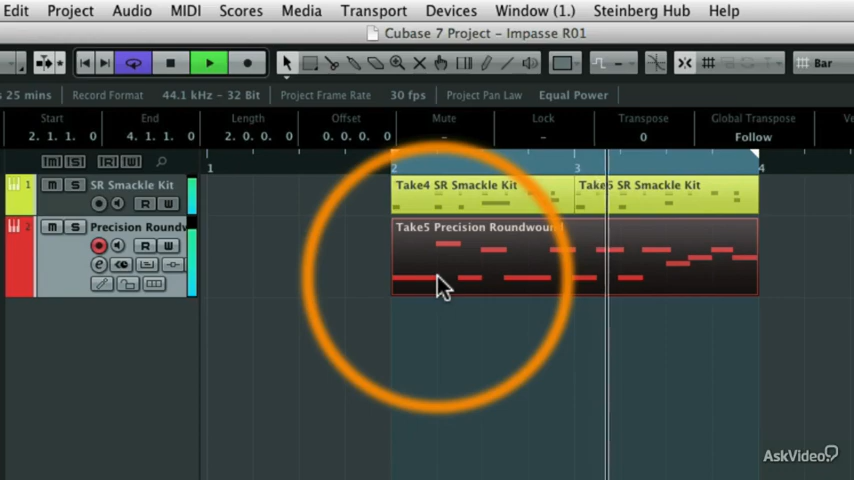 Edit Project Audio MIDI Scores Media Transport Devices Window (1.) Steinberg Hub Help
Cubase 7 Project - Impasse R01
Bar
25 mins Record Format 44.1 kHz - 32 Bit Project Frame Rate 30 fps Project Pan Law Equal Power
Start End Length Offset Mute Lock Transpose Global Transpose
2. 1. 1. 0 4. 1. 1. 0 2. 0. 0. 0 0. 0. 0. 0 - - 0 Follow
M S R W
1 2 3 4
1 M S SR Smackle Kit Take4 SR Smackle Kit Take5 SR Smackle Kit
R W
2 M S Precision Roundw Take5 Precision Roundwound
R W
e
AskVideo